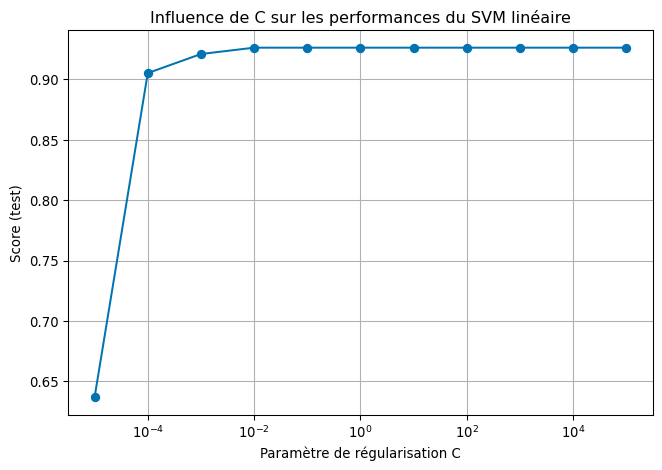 Influence de C sur les performances du SVM linéaire
Score (test)
0.90
0.85
0.80
0.75
0.70
0.65
10⁻⁴ 10⁻² 10⁰ 10² 10⁴
Paramètre de régularisation C